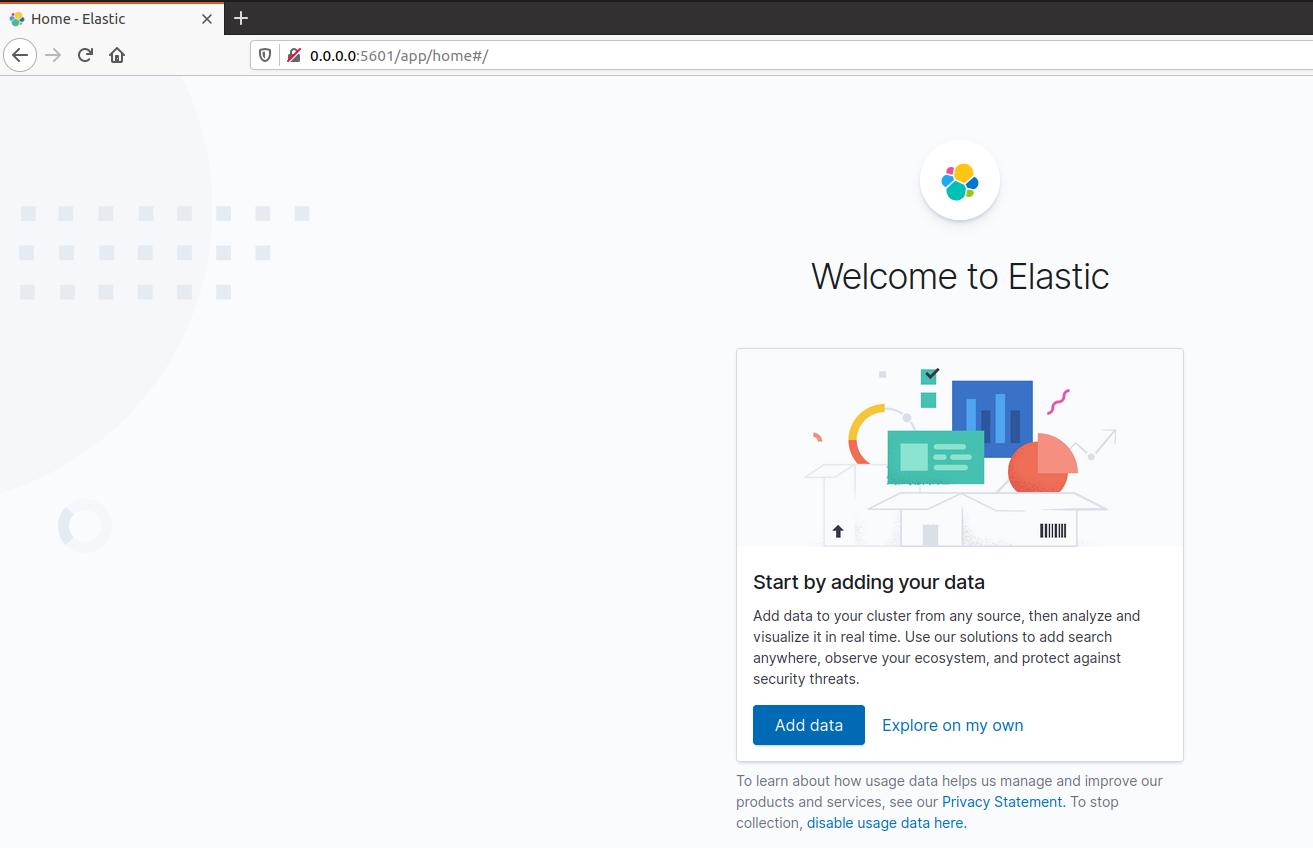 Home - Elastic
0.0.0.0:5601/app/home#/
Welcome to Elastic
Start by adding your data
Add data to your cluster from any source, then analyze and
visualize it in real time. Use our solutions to add search
anywhere, observe your ecosystem, and protect against
security threats.
Add data
Explore on my own
To learn about how usage data helps us manage and improve our
products and services, see our Privacy Statement. To stop
collection, disable usage data here.